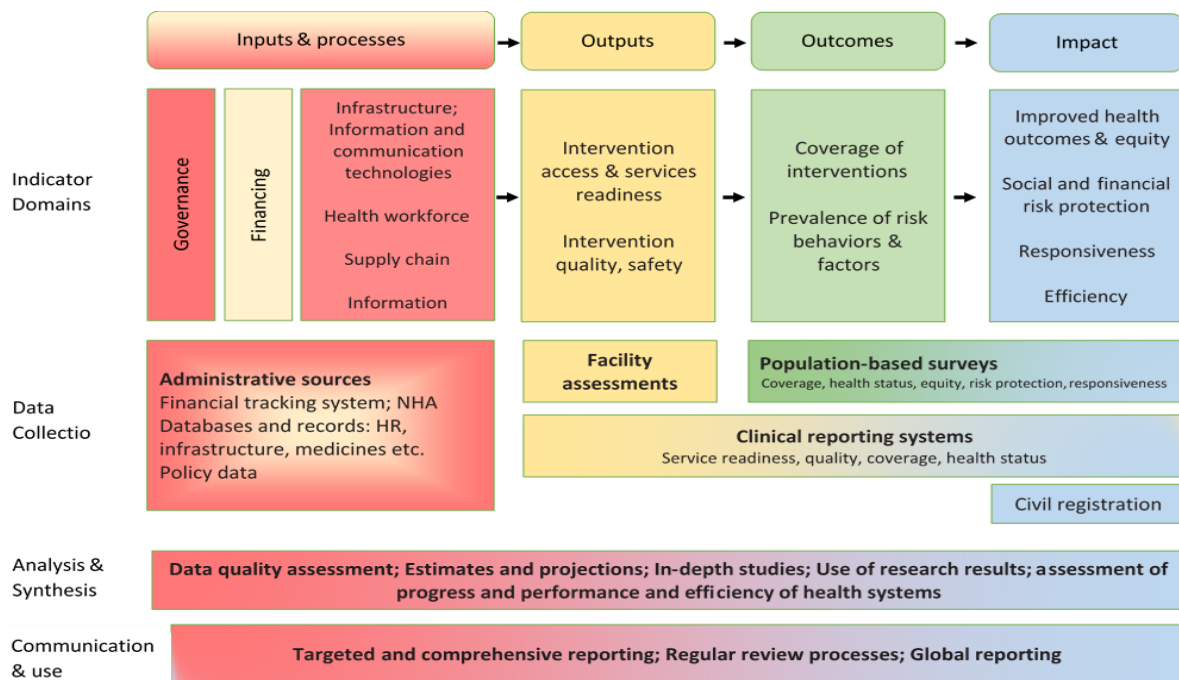 Inputs & processes
Outputs
Outcomes
Impact
Indicator
Domains
Governance
Financing
Infrastructure;
Information and
communication
technologies
Health workforce
Supply chain
Information
Intervention
access & services
readiness
Intervention
quality, safety
Coverage of
interventions
Prevalence of risk
behaviors &
factors
Improved health
outcomes & equity
Social and financial
risk protection
Responsiveness
Efficiency
Data
Collectio
Administrative sources
Financial tracking system; NHA
Databases and records: HR,
infrastructure, medicines etc.
Policy data
Facility
assessments
Population-based surveys
Coverage, health status, equity, risk protection, responsiveness
Clinical reporting systems
Service readiness, quality, coverage, health status
Civil registration
Analysis &
Synthesis
Data quality assessment; Estimates and projections; In-depth studies; Use of research results; assessment of
progress and performance and efficiency of health systems
Communication
& use
Targeted and comprehensive reporting; Regular review processes; Global reporting